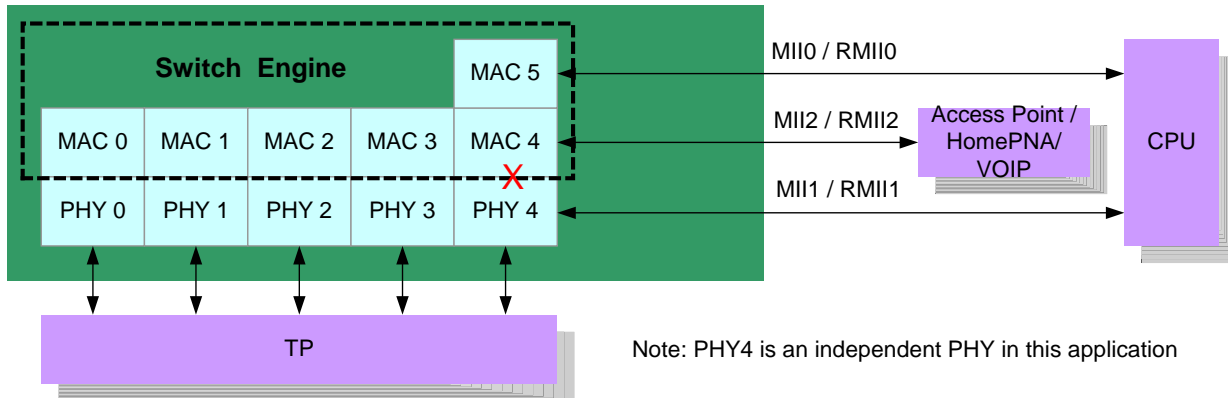 Switch Engine
MAC 5
MII0 / RMII0
MAC 0
MAC 1
MAC 2
MAC 3
MAC 4
MII2 / RMII2
Access Point /
HomePNA/
VOIP
CPU
X
PHY 0
PHY 1
PHY 2
PHY 3
PHY 4
MII1 / RMII1
TP
Note: PHY4 is an independent PHY in this application